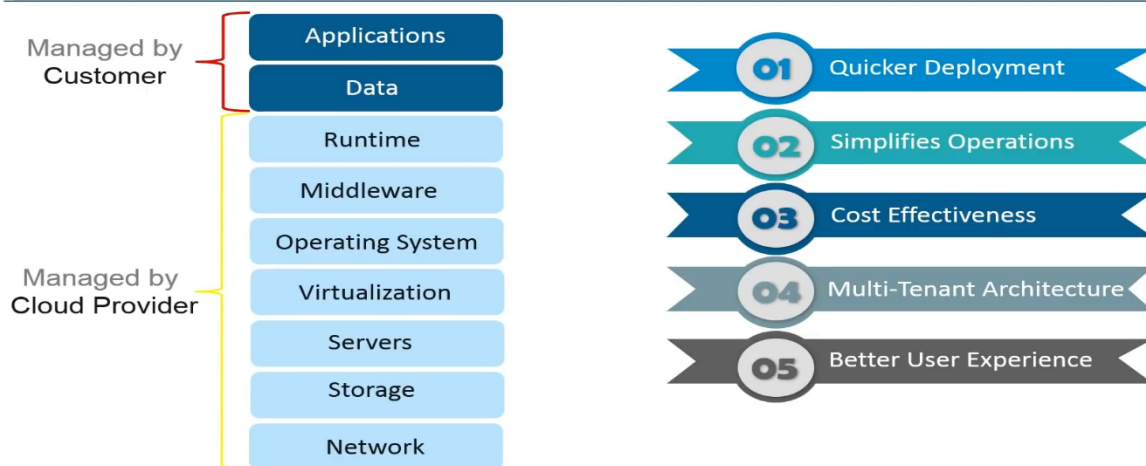 Managed by
Customer
Applications
Data
Managed by
Cloud Provider
Runtime
Middleware
Operating System
Virtualization
Servers
Storage
Network
01 Quicker Deployment
02 Simplifies Operations
03 Cost Effectiveness
04 Multi-Tenant Architecture
05 Better User Experience